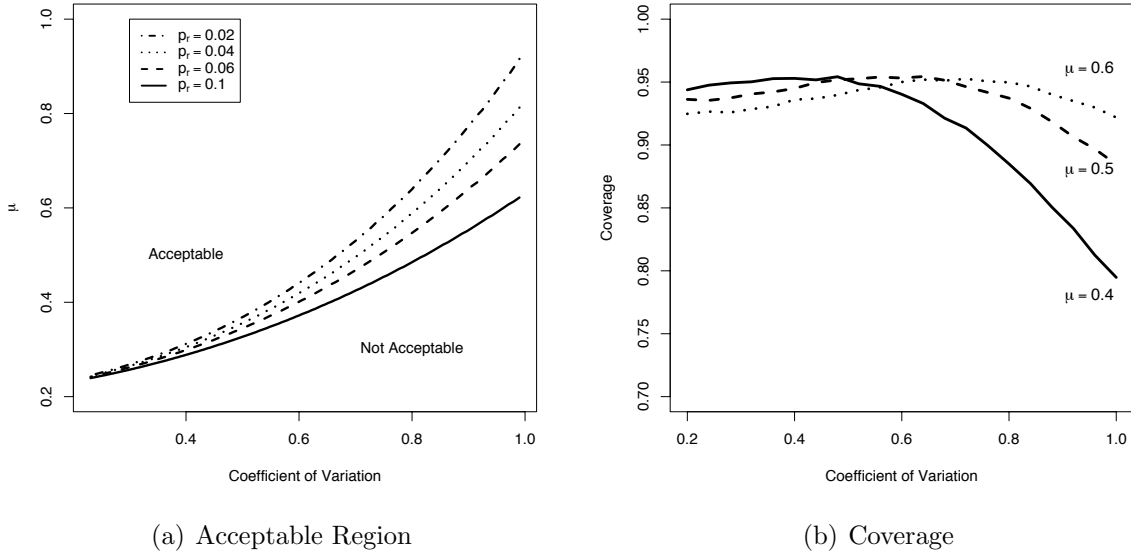 1.0
0.8
0.6
0.4
0.2
μ
p_r = 0.02
p_r = 0.04
p_r = 0.06
p_r = 0.1
Acceptable
Not Acceptable
0.4 0.6 0.8 1.0
Coefficient of Variation
(a) Acceptable Region
1.00
0.95
0.90
0.85
0.80
0.75
0.70
Coverage
μ = 0.6
μ = 0.5
μ = 0.4
0.2 0.4 0.6 0.8 1.0
Coefficient of Variation
(b) Coverage